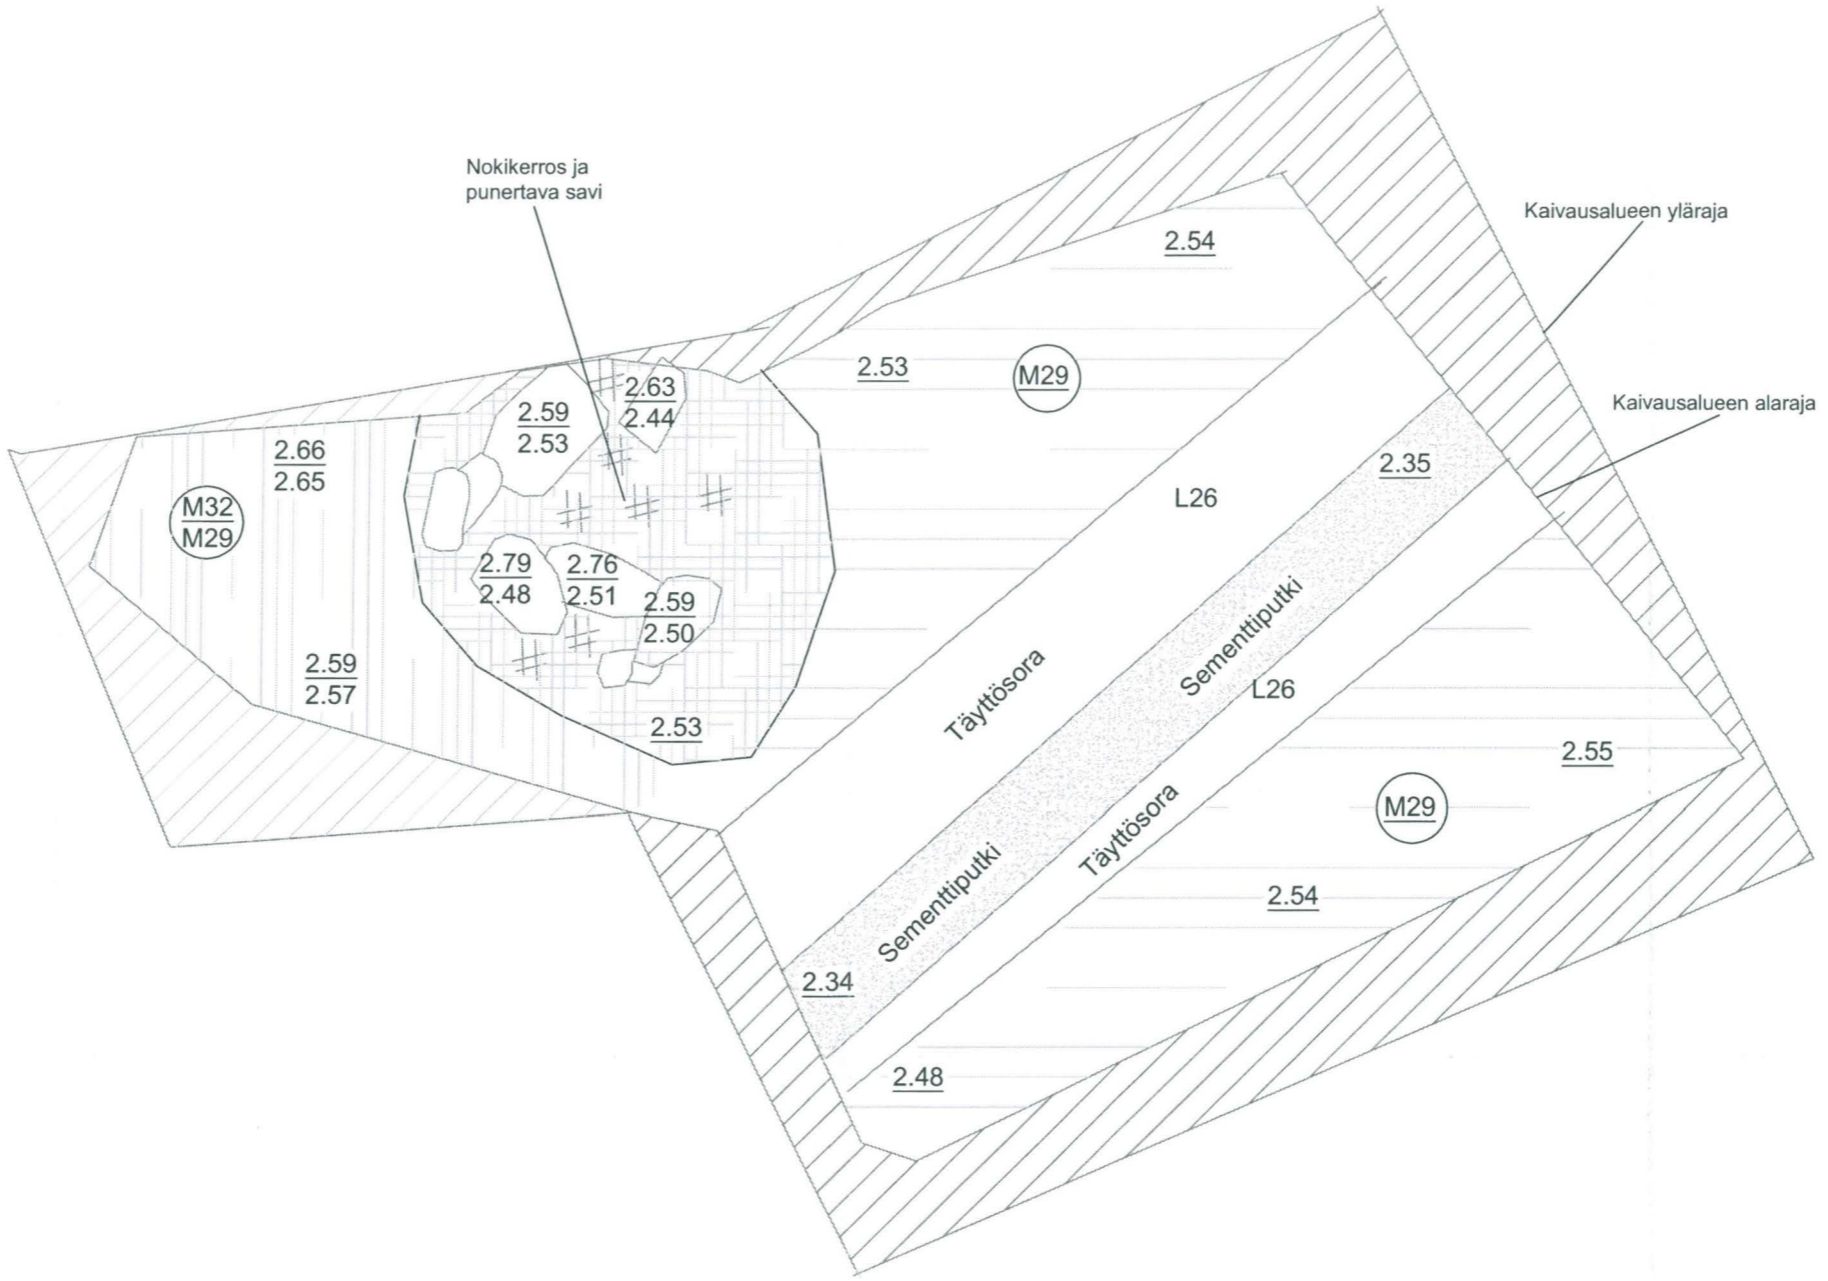 Nokikerros ja
punertava savi
Kaivausalueen yläraja
2.54
2.53
M29
Kaivausalueen alaraja
2.63
2.44
2.59
2.53
2.66
2.65
M32
M29
2.35
L26
2.79
2.48
2.76
2.51
2.59
2.50
2.59
2.57
2.53
Täyttösora
Sementtiputki
L26
2.55
M29
Täyttösora
Sementtiputki
2.54
2.34
2.48